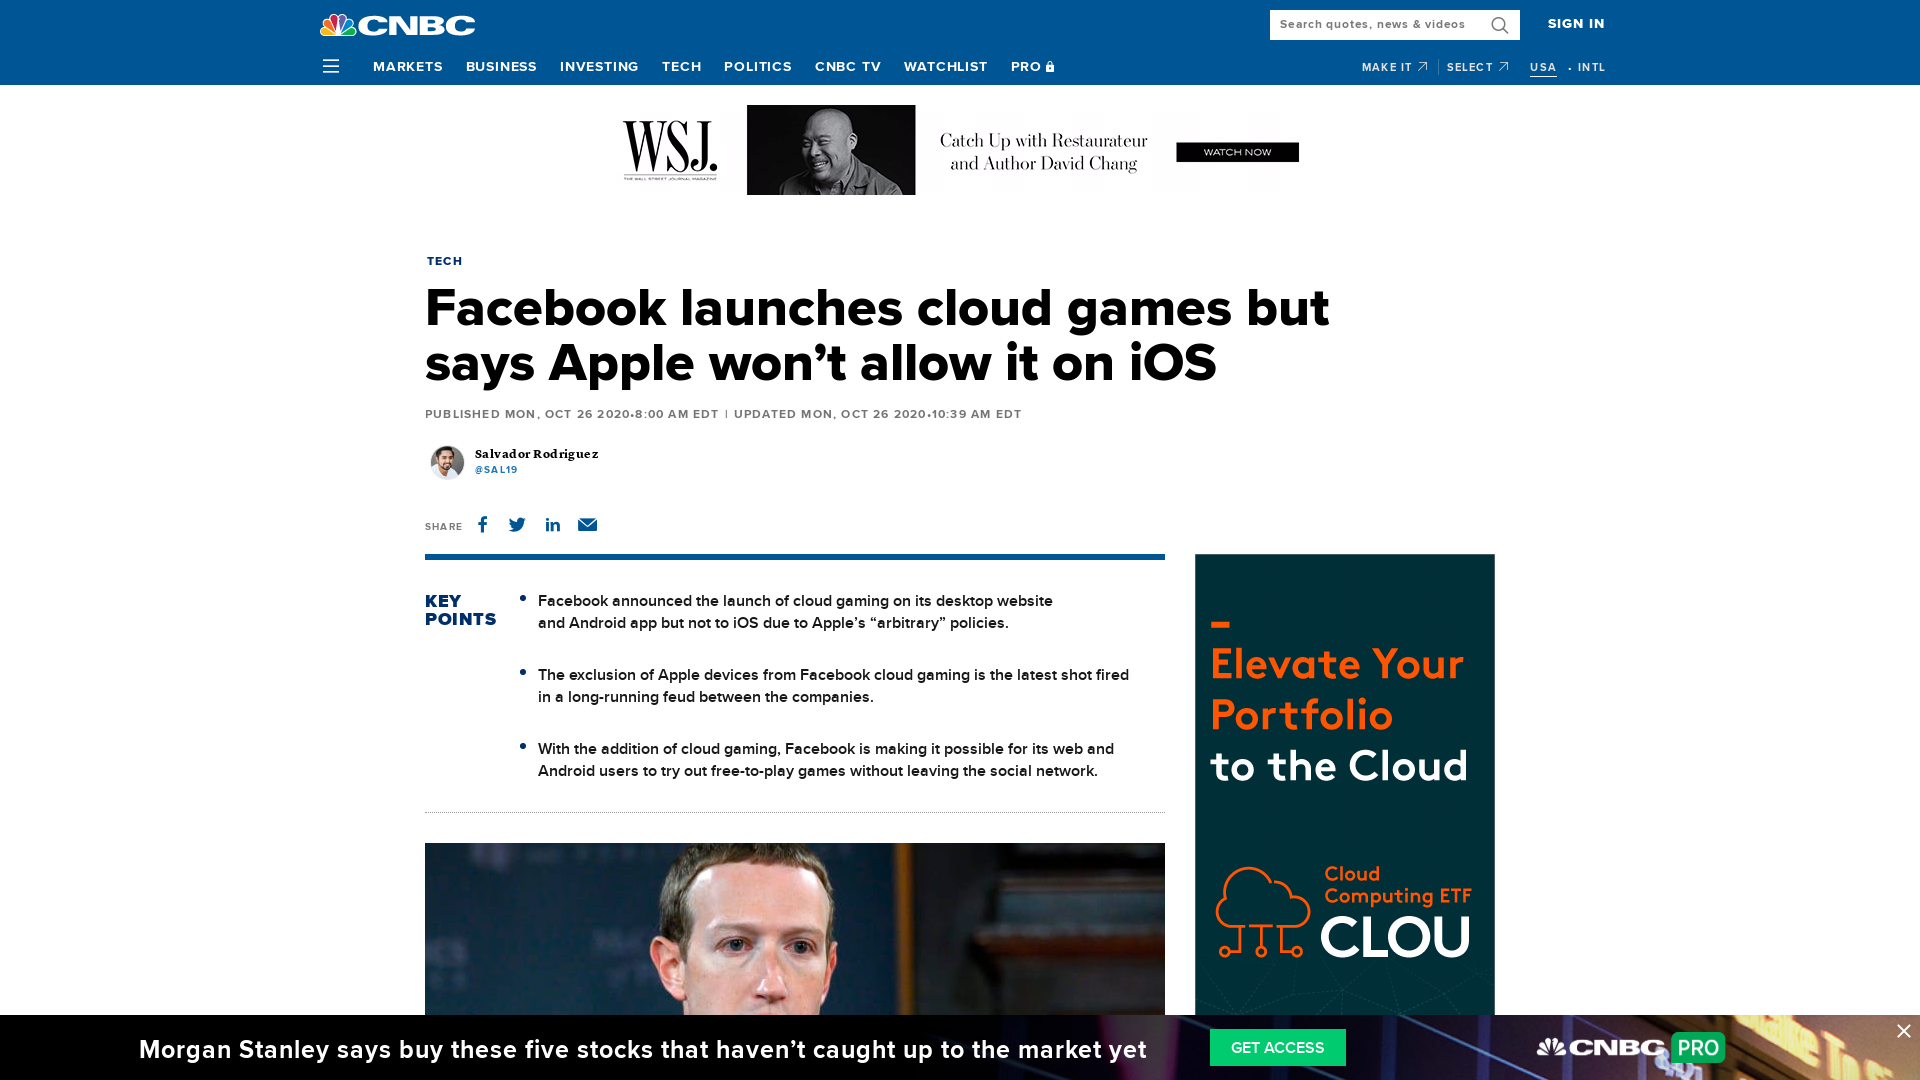 CNBC
Search quotes, news & videos
SIGN IN
MARKETS BUSINESS INVESTING TECH POLITICS CNBC TV WATCHLIST PRO
MAKE IT SELECT USA • INTL
WSJ.
THE WALL STREET JOURNAL MAGAZINE
Catch Up with Restaurateur
and Author David Chang
WATCH NOW
TECH
Facebook launches cloud games but
says Apple won’t allow it on iOS
PUBLISHED MON, OCT 26 2020•8:00 AM EDT | UPDATED MON, OCT 26 2020•10:39 AM EDT
Salvador Rodriguez
@SAL19
SHARE
KEY
POINTS
Facebook announced the launch of cloud gaming on its desktop website
and Android app but not to iOS due to Apple’s “arbitrary” policies.
The exclusion of Apple devices from Facebook cloud gaming is the latest shot fired
in a long-running feud between the companies.
With the addition of cloud gaming, Facebook is making it possible for its web and
Android users to try out free-to-play games without leaving the social network.
Elevate Your
Portfolio
to the Cloud
Cloud
Computing ETF
CLOU
Morgan Stanley says buy these five stocks that haven’t caught up to the market yet
GET ACCESS
CNBC PRO